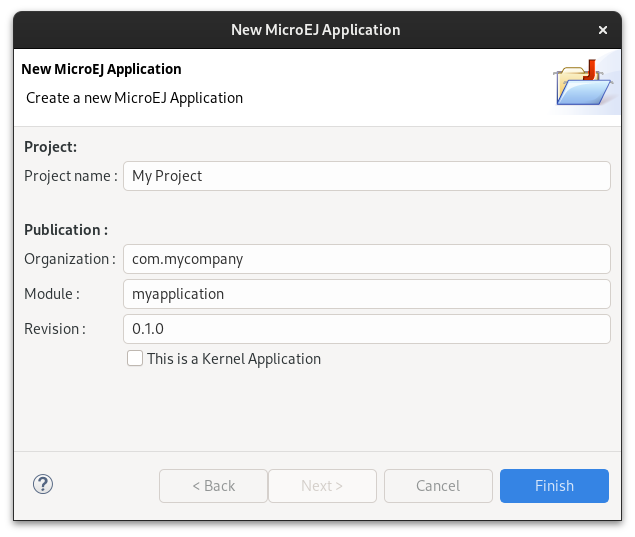 New MicroEJ Application
New MicroEJ Application
Create a new MicroEJ Application
Project:
Project name : My Project
Publication :
Organization : com.mycompany
Module : myapplication
Revision : 0.1.0
This is a Kernel Application
? < Back Next > Cancel Finish